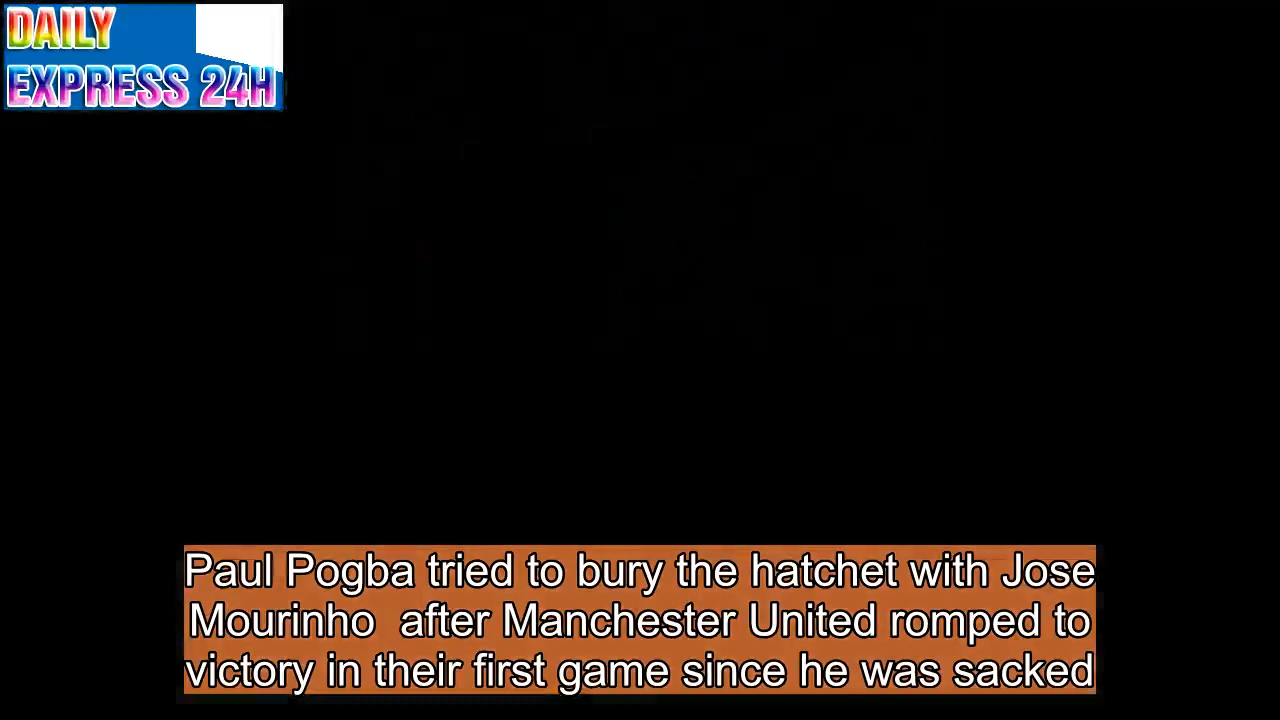 DAILY
EXPRESS 24H
Paul Pogba tried to bury the hatchet with Jose
Mourinho  after Manchester United romped to
victory in their first game since he was sacked